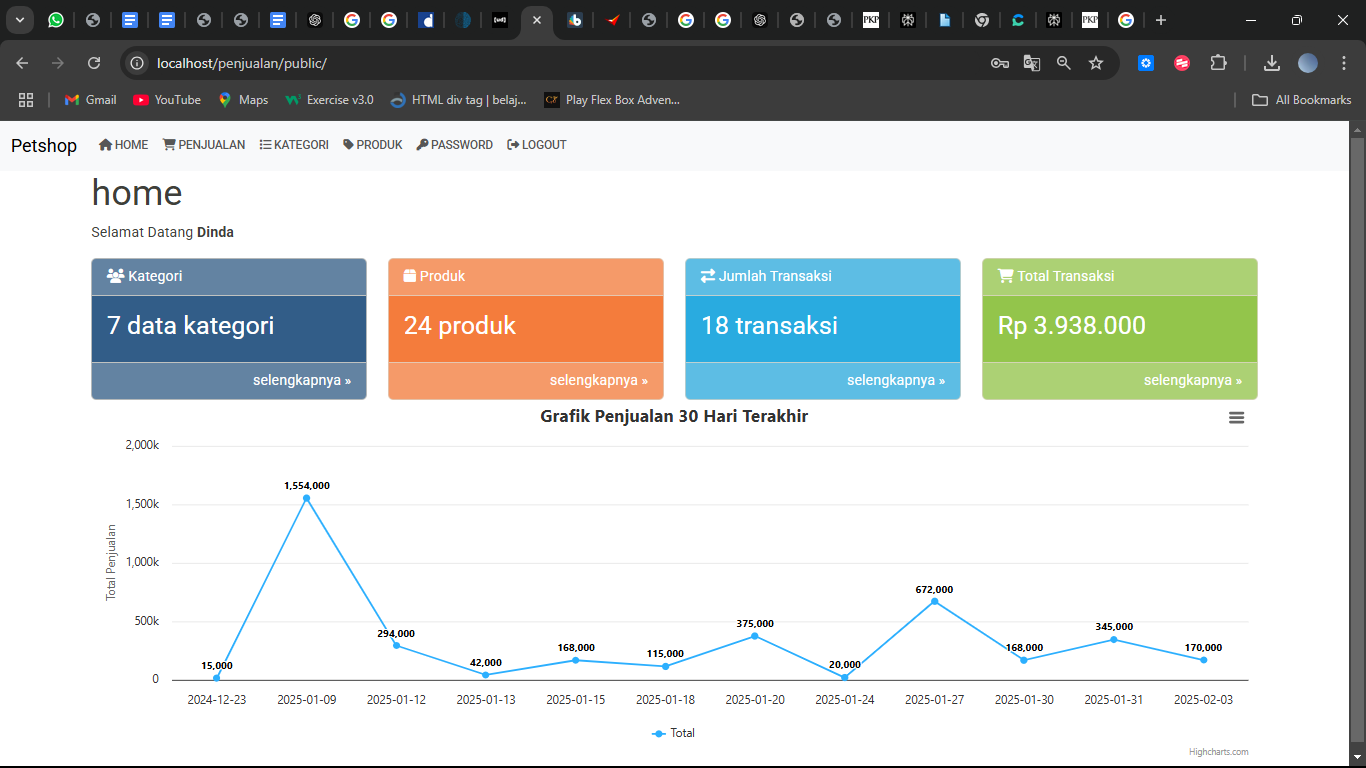 localhost/penjualan/public/
Gmail YouTube Maps Exercise v3.0 HTML div tag | belaj... Play Flex Box Adven... All Bookmarks
Petshop HOME PENJUALAN KATEGORI PRODUK PASSWORD LOGOUT
home
Selamat Datang Dinda
Kategori
7 data kategori
selengkapnya »
Produk
24 produk
selengkapnya »
Jumlah Transaksi
18 transaksi
selengkapnya »
Total Transaksi
Rp 3.938.000
selengkapnya »
Grafik Penjualan 30 Hari Terakhir
Total Penjualan
2,000k
1,500k
1,000k
500k
0
15,000
1,554,000
294,000
42,000
168,000
115,000
375,000
20,000
672,000
168,000
345,000
170,000
2024-12-23 2025-01-09 2025-01-12 2025-01-13 2025-01-15 2025-01-18 2025-01-20 2025-01-24 2025-01-27 2025-01-30 2025-01-31 2025-02-03
Total
Highcharts.com